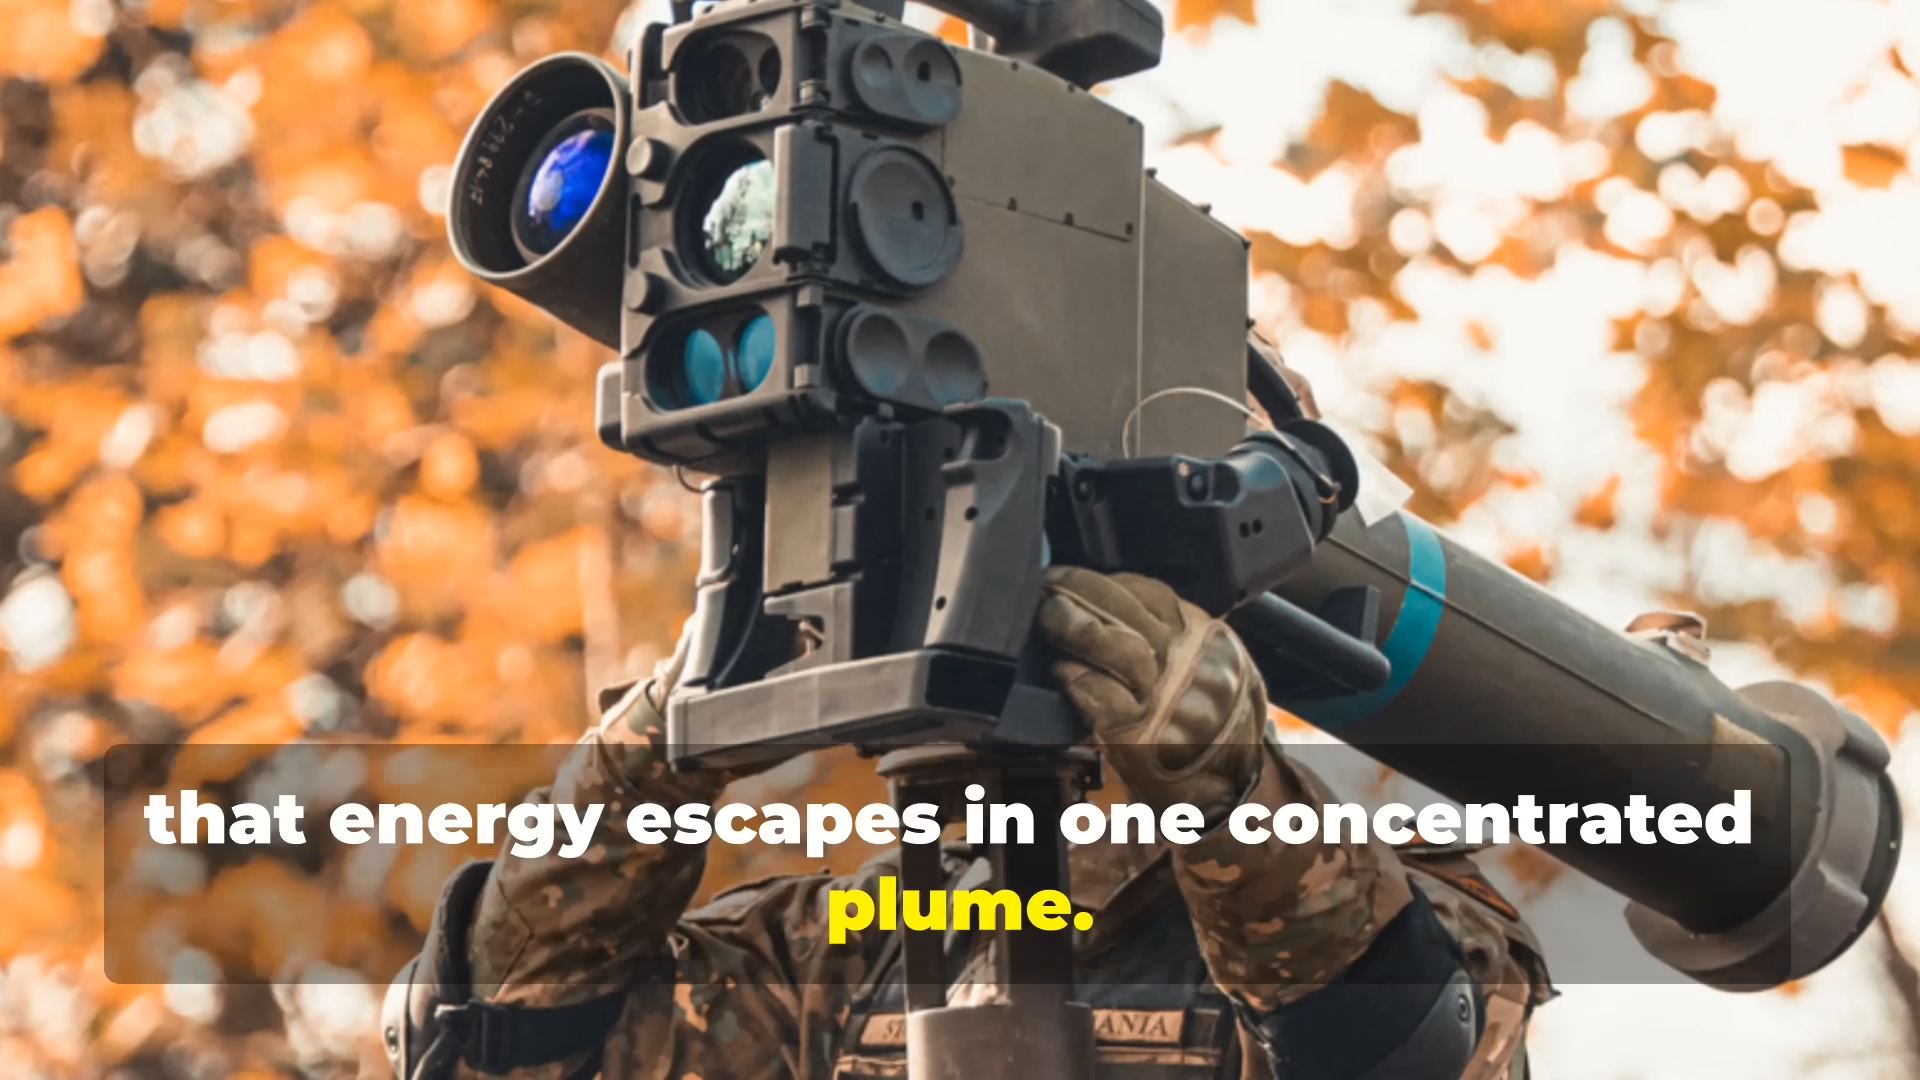 that energy escapes in one concentrated
plume.